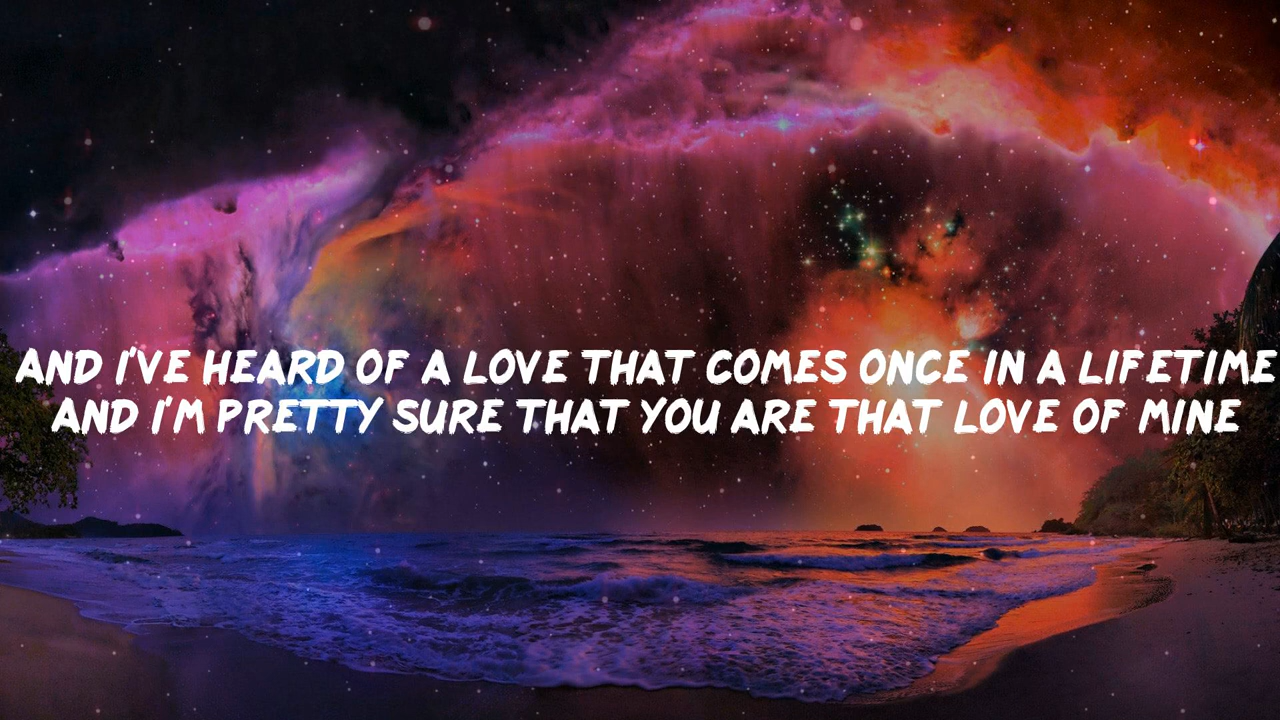 AND I'VE HEARD OF A LOVE THAT COMES ONCE IN A LIFETIME
AND I'M PRETTY SURE THAT YOU ARE THAT LOVE OF MINE